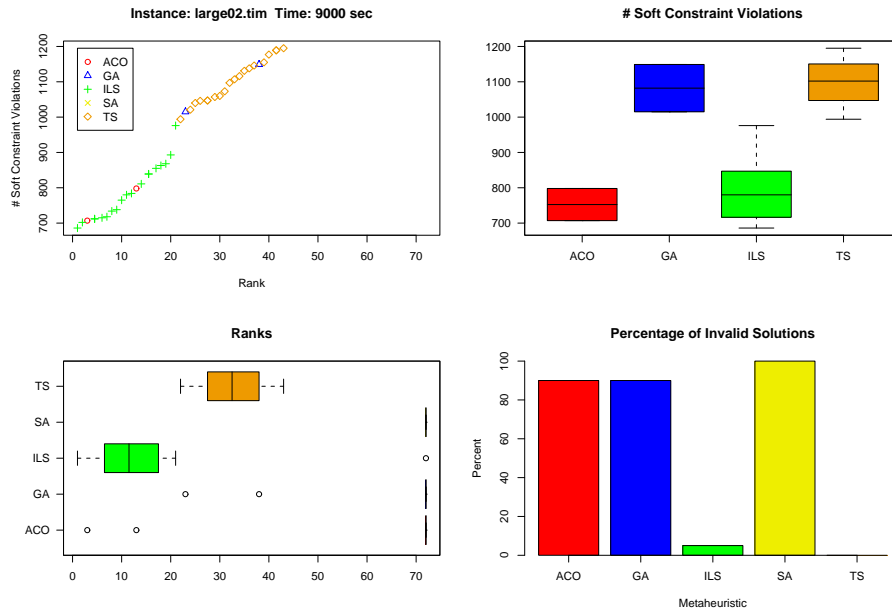 Instance: large02.tim Time: 9000 sec
# Soft Constraint Violations
1200
1100
1000
900
800
700
ACO
GA
ILS
SA
TS
0 10 20 30 40 50 60 70
Rank
# Soft Constraint Violations
1200
1100
1000
900
800
700
ACO GA ILS TS
Ranks
TS
SA
ILS
GA
ACO
0 10 20 30 40 50 60 70
Percentage of Invalid Solutions
Percent
100
80
60
40
20
0
ACO GA ILS SA TS
Metaheuristic